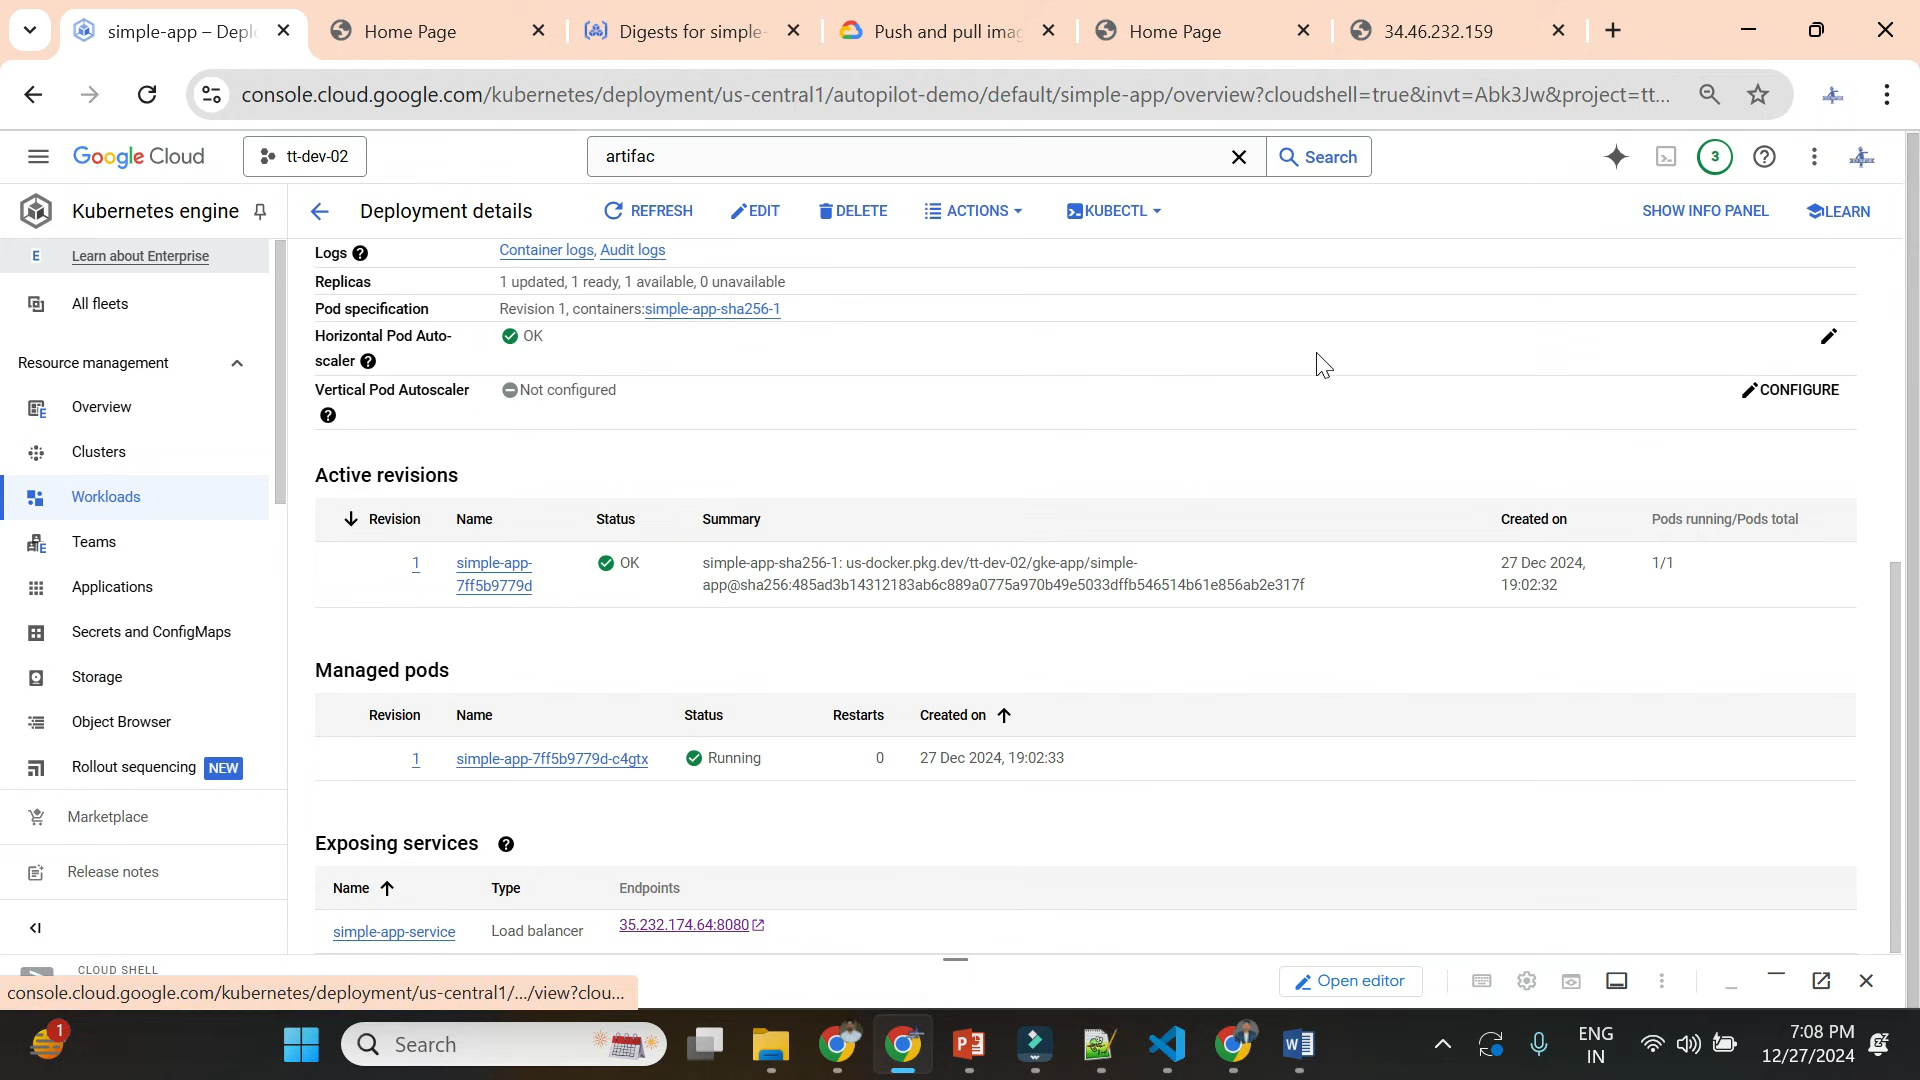 simple-app – Depl
Home Page
Digests for simple-
Push and pull imag
Home Page
34.46.232.159
console.cloud.google.com/kubernetes/deployment/us-central1/autopilot-demo/default/simple-app/overview?cloudshell=true&invt=Abk3Jw&project=tt...
Google Cloud
tt-dev-02
artifac
Search
3
Kubernetes engine
Deployment details
REFRESH
EDIT
DELETE
ACTIONS
KUBECTL
SHOW INFO PANEL
LEARN
E
Learn about Enterprise
All fleets
Resource management
Overview
Clusters
Workloads
Teams
Applications
Secrets and ConfigMaps
Storage
Object Browser
Rollout sequencing NEW
Marketplace
Release notes
Logs
Container logs, Audit logs
Replicas
1 updated, 1 ready, 1 available, 0 unavailable
Pod specification
Revision 1, containers:simple-app-sha256-1
Horizontal Pod Auto-
scaler
OK
Vertical Pod Autoscaler
Not configured
CONFIGURE
Active revisions
Revision Name Status Summary Created on Pods running/Pods total
1 simple-app- OK simple-app-sha256-1: us-docker.pkg.dev/tt-dev-02/gke-app/simple- 27 Dec 2024, 1/1
7ff5b9779d app@sha256:485ad3b14312183ab6c889a0775a970b49e5033dffb546514b61e856ab2e317f 19:02:32
Managed pods
Revision Name Status Restarts Created on
1 simple-app-7ff5b9779d-c4gtx Running 0 27 Dec 2024, 19:02:33
Exposing services
Name Type Endpoints
simple-app-service Load balancer 35.232.174.64:8080
CLOUD SHELL
Open editor
console.cloud.google.com/kubernetes/deployment/us-central1/.../view?clou...
1
Search
ENG
IN
7:08 PM
12/27/2024